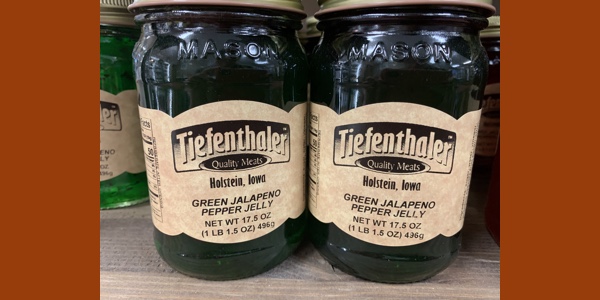 MASON
Tiefenthaler
Quality Meats
Holstein, Iowa
GREEN JALAPENO
PEPPER JELLY
NET WT 17.5 OZ
(1 LB 1.5 OZ) 496g
MASON
Tiefenthaler
Quality Meats
Holstein, Iowa
GREEN JALAPENO
PEPPER JELLY
NET WT 17.5 OZ
(1 LB 1.5 OZ) 496g
thaler